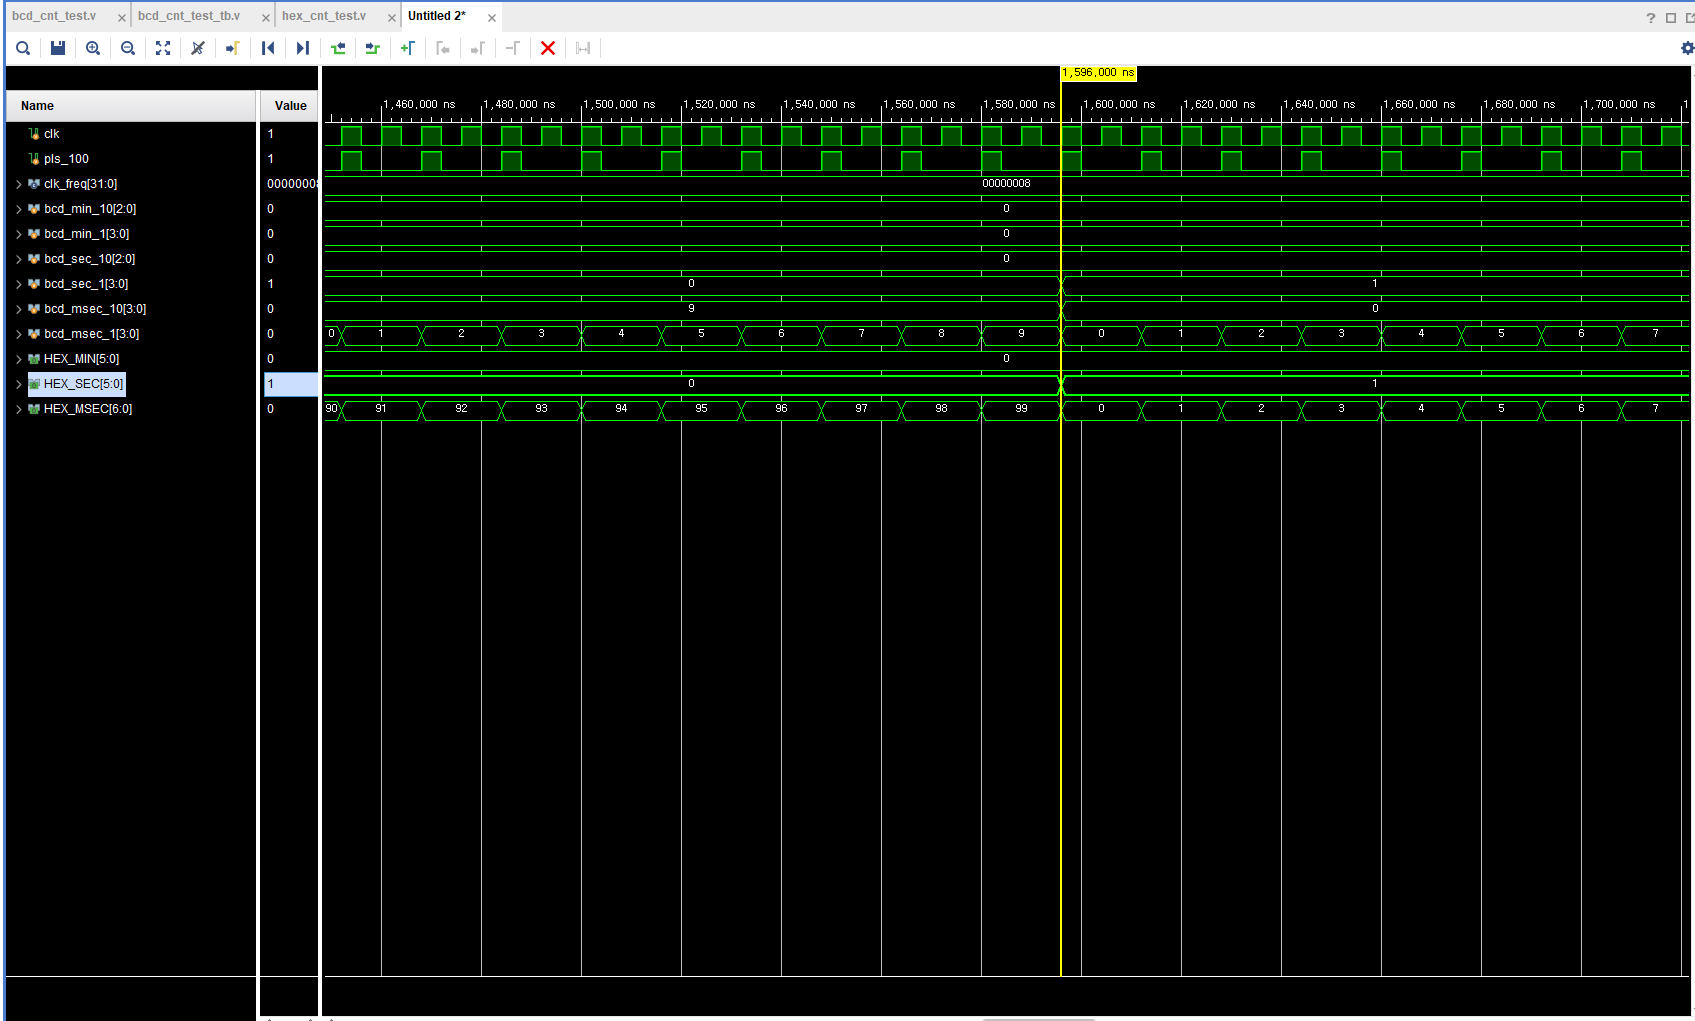 bcd_cnt_test.v × bcd_cnt_test_tb.v × hex_cnt_test.v × Untitled 2* ×
?
1,596,000 ns
Name Value
1,460,000 ns 1,480,000 ns 1,500,000 ns 1,520,000 ns 1,540,000 ns 1,560,000 ns 1,580,000 ns 1,600,000 ns 1,620,000 ns 1,640,000 ns 1,660,000 ns 1,680,000 ns 1,700,000 ns 1
clk 1
pls_100 1
clk_freq[31:0] 00000008 00000008
bcd_min_10[2:0] 0 0
bcd_min_1[3:0] 0 0
bcd_sec_10[2:0] 0 0
bcd_sec_1[3:0] 1 0 1
bcd_msec_10[3:0] 0 9 0
bcd_msec_1[3:0] 0 0 1 2 3 4 5 6 7 8 9 0 1 2 3 4 5 6 7
HEX_MIN[5:0] 0 0
HEX_SEC[5:0] 1 0 1
HEX_MSEC[6:0] 0 90 91 92 93 94 95 96 97 98 99 0 1 2 3 4 5 6 7